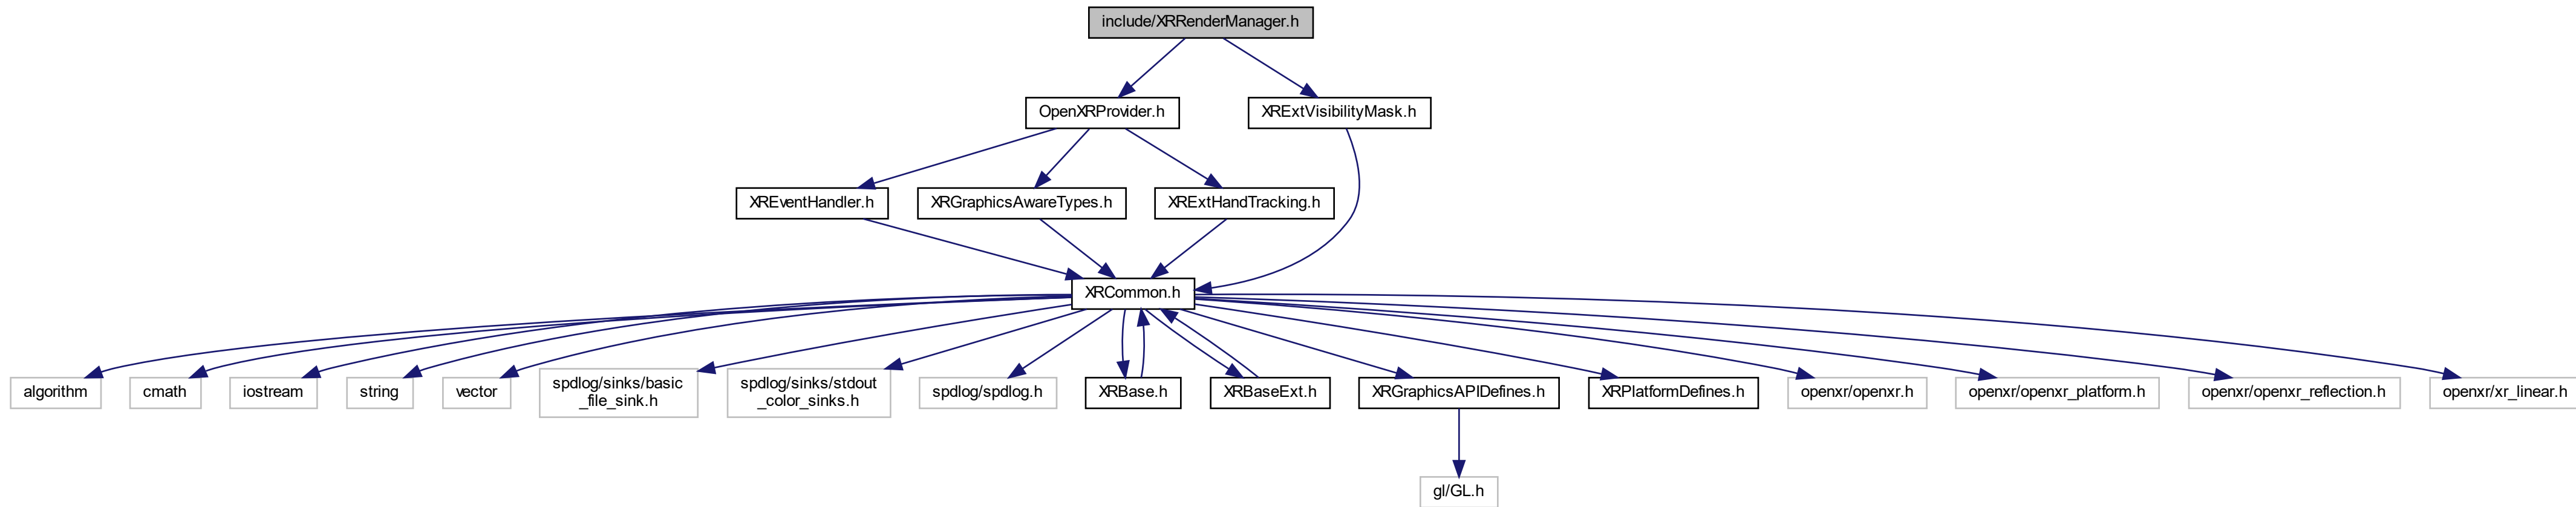 include/XRRenderManager.h
OpenXRProvider.h
XRExtVisibilityMask.h
XREventHandler.h
XRGraphicsAwareTypes.h
XRExtHandTracking.h
XRCommon.h
algorithm
cmath
iostream
string
vector
spdlog/sinks/basic
_file_sink.h
spdlog/sinks/stdout
_color_sinks.h
spdlog/spdlog.h
XRBase.h
XRBaseExt.h
XRGraphicsAPIDefines.h
XRPlatformDefines.h
openxr/openxr.h
openxr/openxr_platform.h
openxr/openxr_reflection.h
openxr/xr_linear.h
gl/GL.h